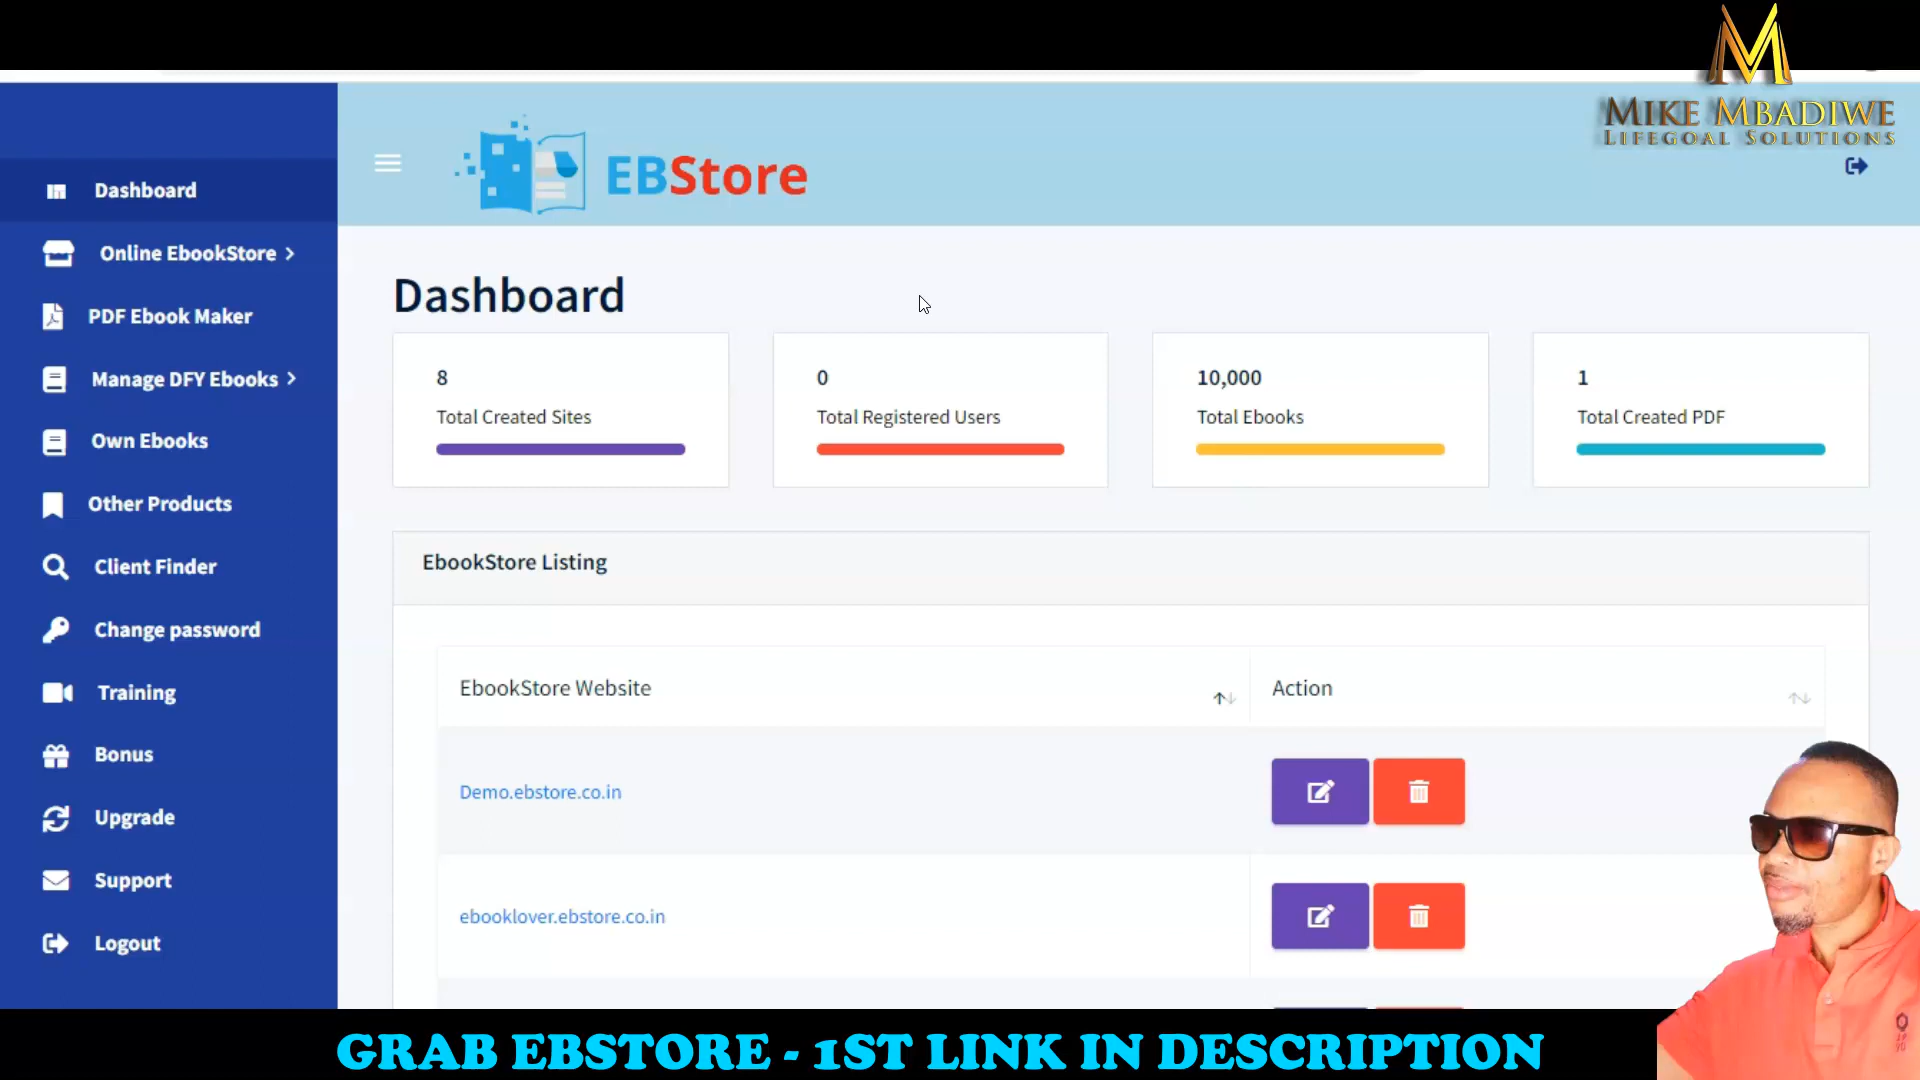 MIKE MBADIWE
LIFEGOAL SOLUTIONS
EBStore
Dashboard
Online EbookStore
PDF Ebook Maker
Manage DFY Ebooks
Own Ebooks
Other Products
Client Finder
Change password
Training
Bonus
Upgrade
Support
Logout
Dashboard
8
Total Created Sites
0
Total Registered Users
10,000
Total Ebooks
1
Total Created PDF
EbookStore Listing
EbookStore Website
Action
Demo.ebstore.co.in
ebooklover.ebstore.co.in
GRAB EBSTORE - 1ST LINK IN DESCRIPTION